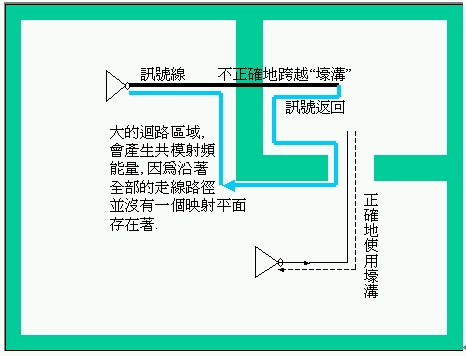 訊號線
不正確地跨越“壕溝”
訊號返回
大的迴路區域,
會產生共模射頻
能量, 因為沿著
全部的走線路徑
並沒有一個映射平面
存在著.
正確地使用壕溝